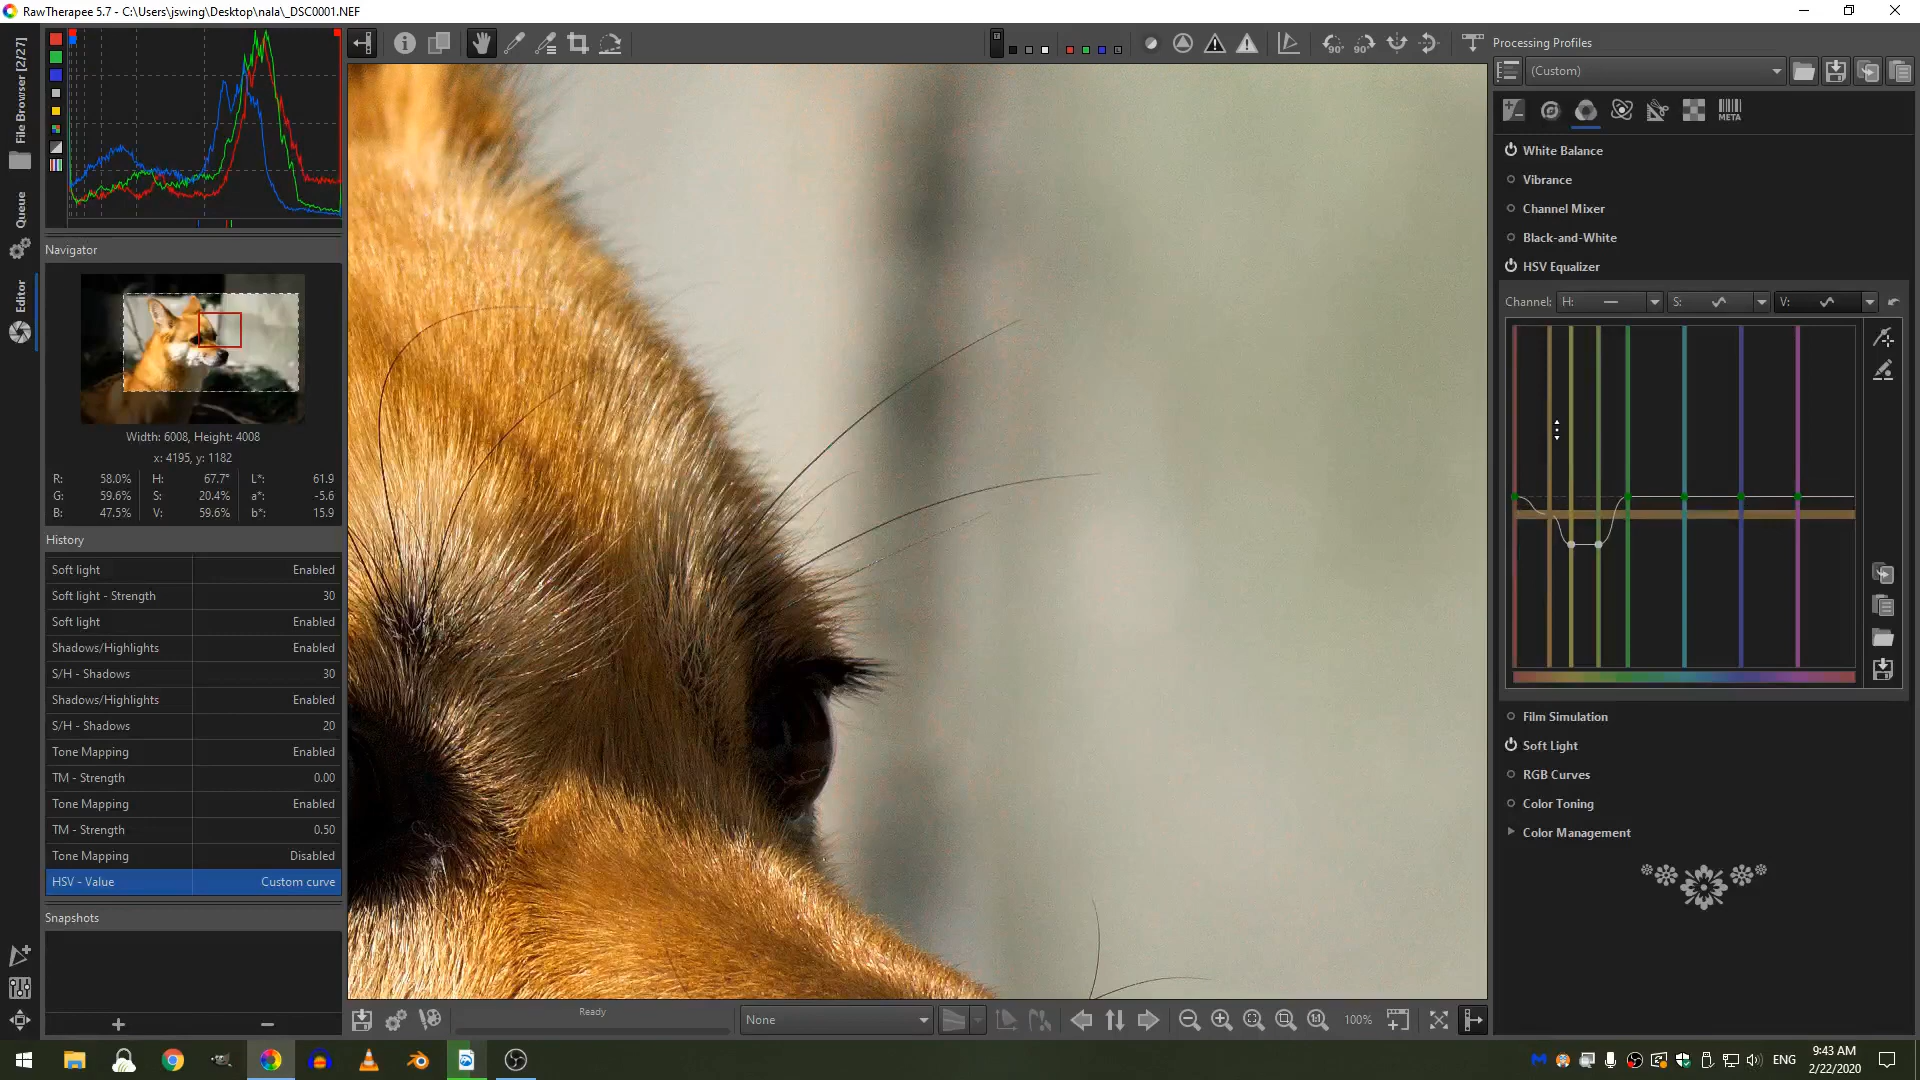 RawTherapee 5.7 - C:\Users\jswing\Desktop\nala\_DSC0001.NEF
File Browser [2/27]
Queue
Editor
Navigator
Width: 6008, Height: 4008
x: 4195, y: 1182
R: 58.0% H: 67.7° L*: 61.9
G: 59.6% S: 20.4% a*: -5.6
B: 47.5% V: 59.6% b*: 15.9
History
Soft light Enabled
Soft light - Strength 30
Soft light Enabled
Shadows/Highlights Enabled
S/H - Shadows 30
Shadows/Highlights Enabled
S/H - Shadows 20
Tone Mapping Enabled
TM - Strength 0.00
Tone Mapping Enabled
TM - Strength 0.50
Tone Mapping Disabled
HSV - Value Custom curve
Snapshots
Ready
None
100%
90°
90°
1:1
Processing Profiles
(Custom)
META
White Balance
Vibrance
Channel Mixer
Black-and-White
HSV Equalizer
Channel: H: S: V:
Film Simulation
Soft Light
RGB Curves
Color Toning
Color Management
ENG
9:43 AM
2/22/2020